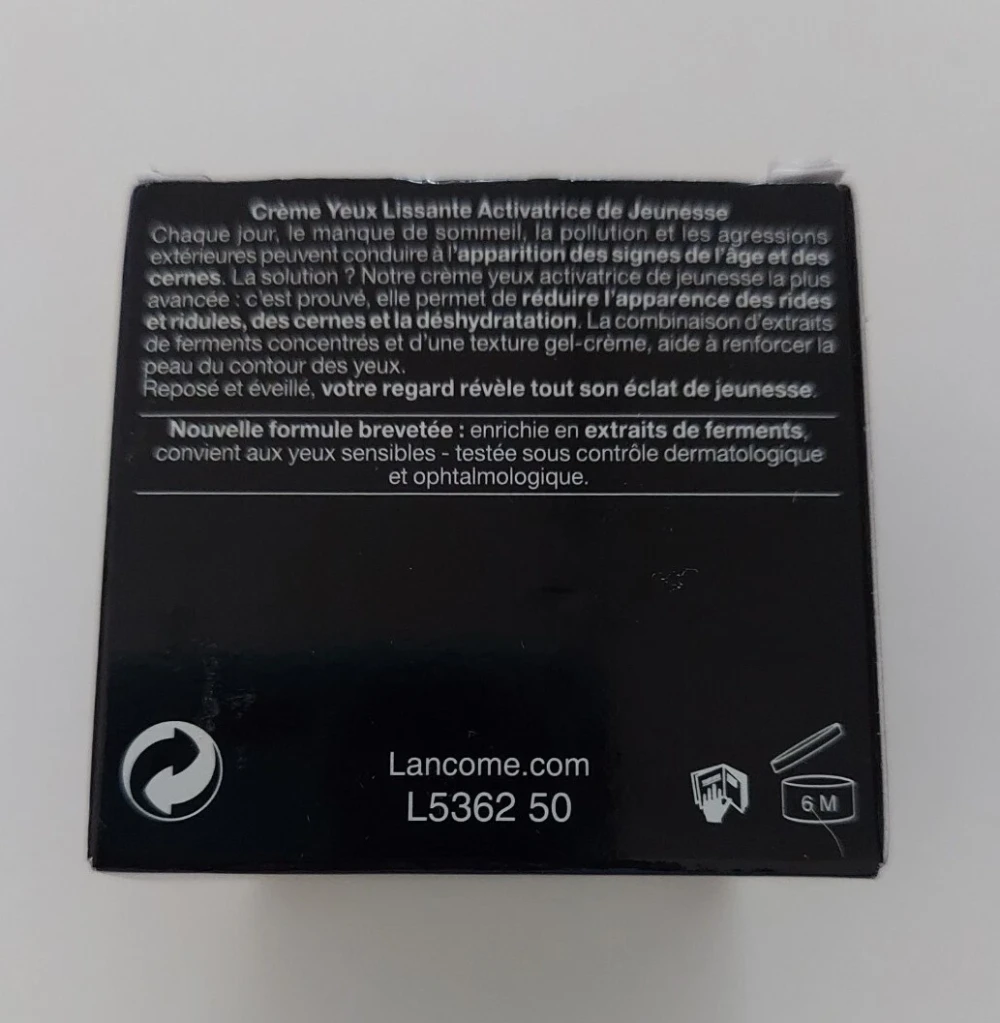 Crème Yeux Lissante Activatrice de Jeunesse
Chaque jour, le manque de sommeil, la pollution et les agressions
extérieures peuvent conduire à l'apparition des signes de l'âge et des
cernes. La solution ? Notre crème yeux activatrice de jeunesse la plus
avancée : c'est prouvé, elle permet de réduire l'apparence des rides
et ridules, des cernes et la déshydratation. La combinaison d'extraits
de ferments concentrés et d'une texture gel-crème, aide à renforcer la
peau du contour des yeux.
Reposé et éveillé, votre regard révèle tout son éclat de jeunesse.
Nouvelle formule brevetée : enrichie en extraits de ferments,
convient aux yeux sensibles - testée sous contrôle dermatologique
et ophtalmologique.
Lancome.com
L5362 50
6 M